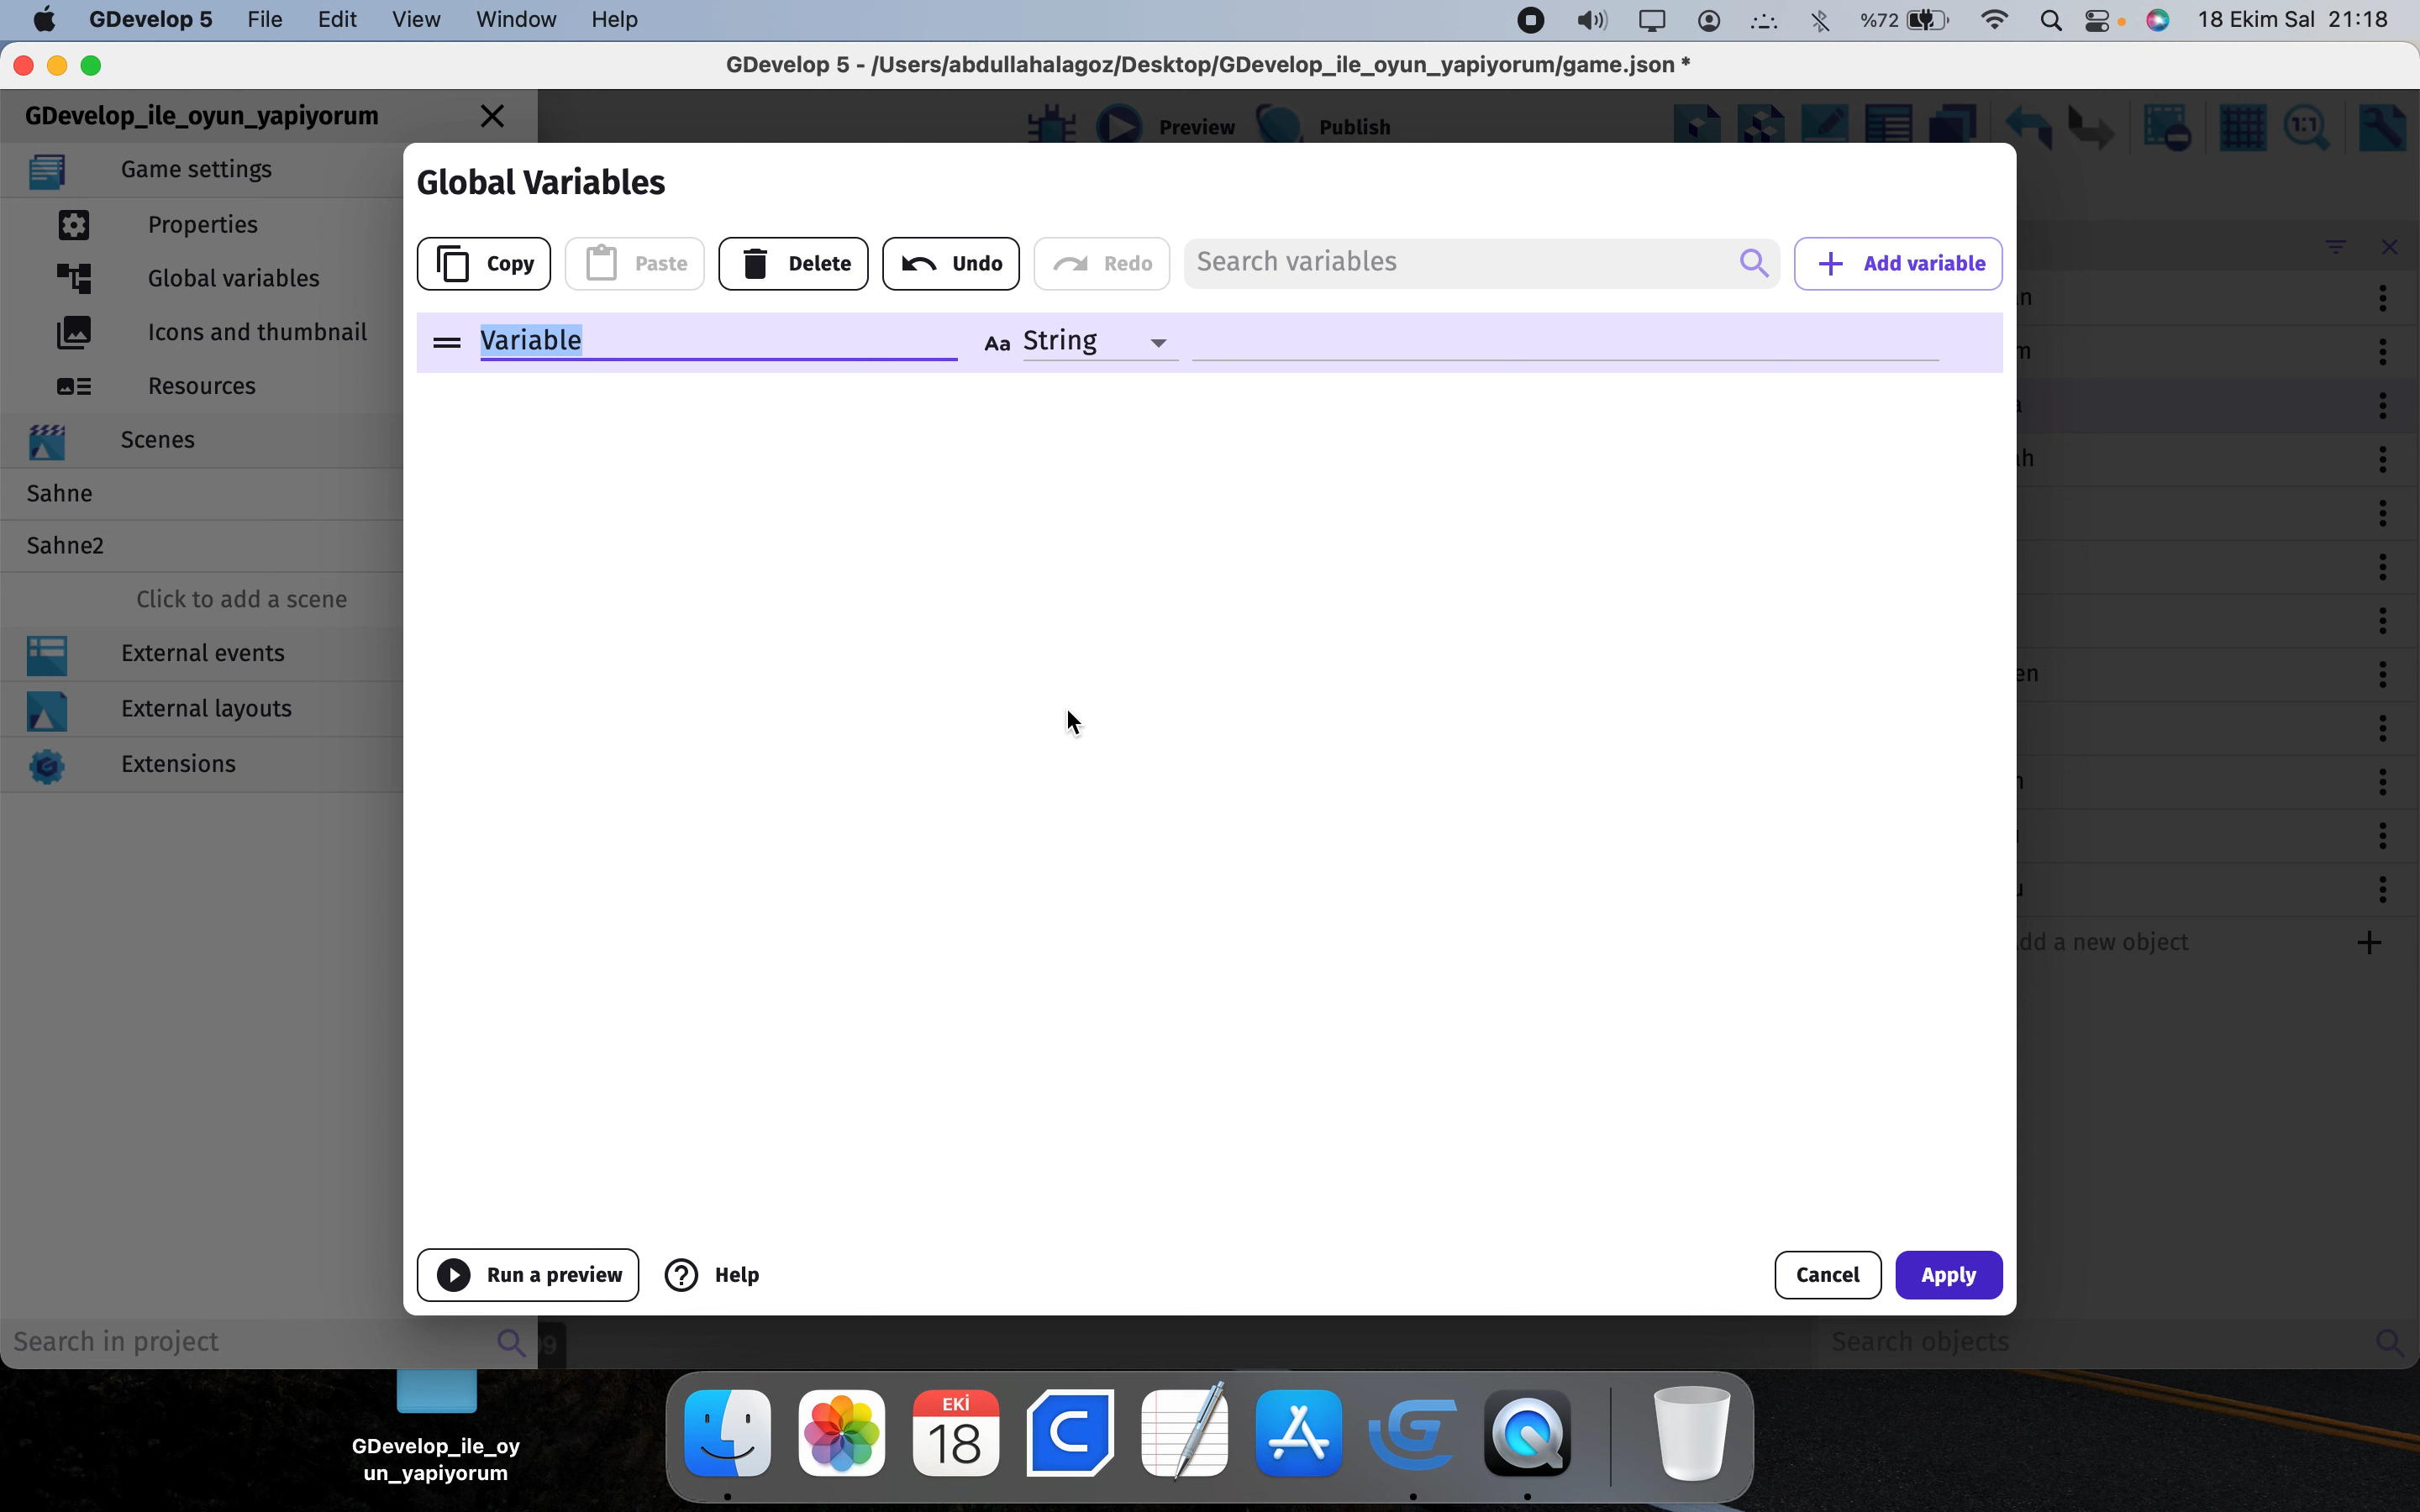 GDevelop 5 File Edit View Window Help %72 18 Ekim Sal 21:18
GDevelop 5 - /Users/abdullahalagoz/Desktop/GDevelop_ile_oyun_yapiyorum/game.json *
GDevelop_ile_oyun_yapiyorum
Preview
Publish
1:1
Game settings
Properties
Global variables
Icons and thumbnail
Resources
Scenes
Sahne
Sahne2
Click to add a scene
External events
External layouts
Extensions
Search in project
Global Variables
Copy
Paste
Delete
Undo
Redo
Search variables
Add variable
Variable
Aa String
Run a preview
Help
Cancel
Apply
dd a new object
Search objects
GDevelop_ile_oy
un_yapiyorum
EKİ
18